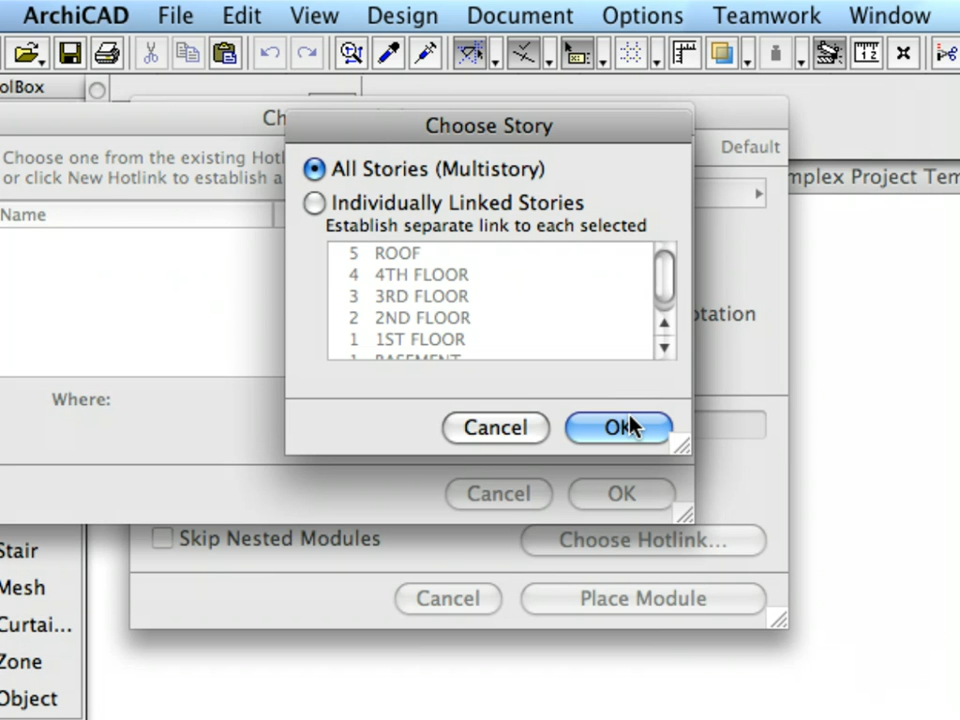 ArchiCAD File Edit View Design Document Options Teamwork Window
olBox
Ch
Choose Story
Choose one from the existing Hotl
or click New Hotlink to establish a
Default
All Stories (Multistory)
mplex Project Tem
Individually Linked Stories
Name
Establish separate link to each selected
5 ROOF
4 4TH FLOOR
3 3RD FLOOR
2 2ND FLOOR
otation
1 1ST FLOOR
1 BASEMENT
Where:
Cancel OK
Cancel OK
Skip Nested Modules Choose Hotlink...
Stair
Mesh
Cancel Place Module
Curtai...
Zone
Object